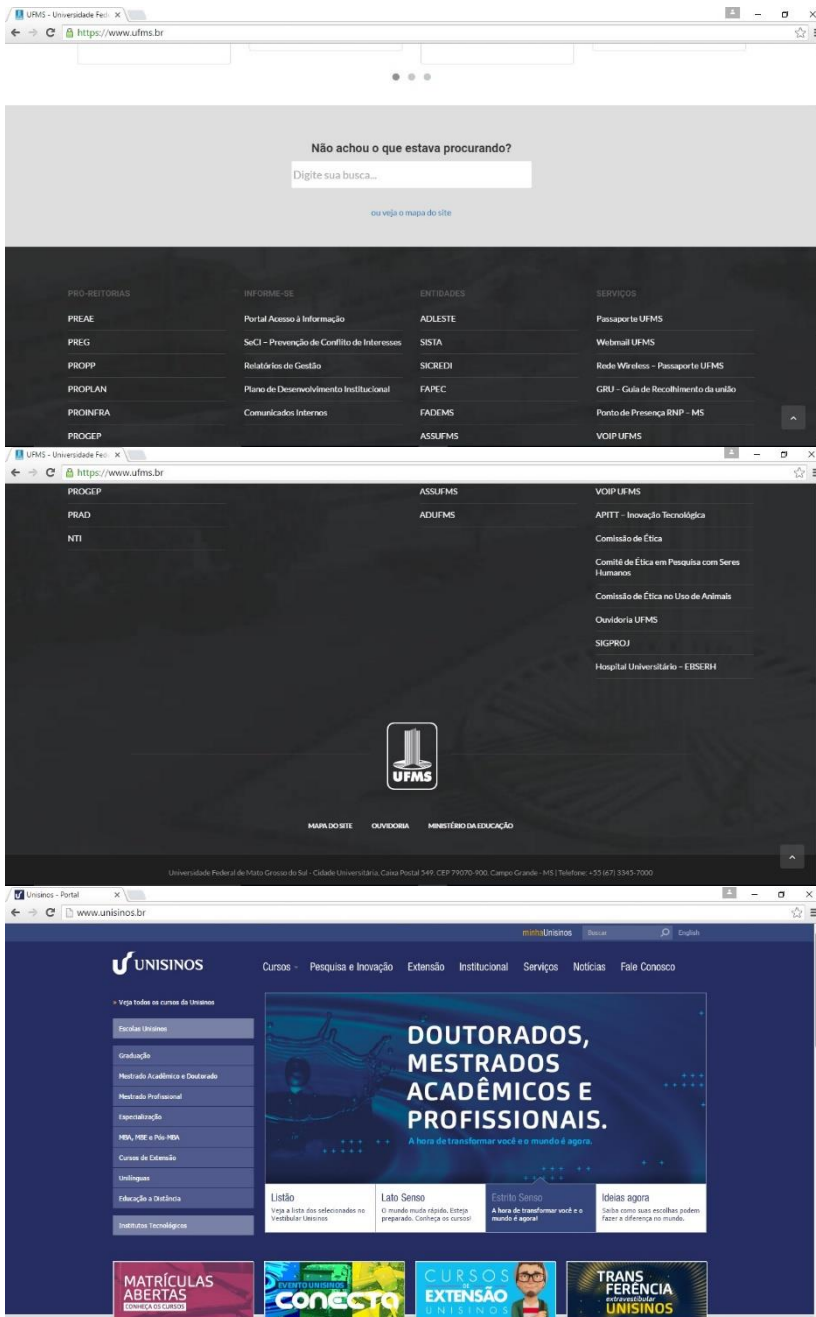 UFMS - Universidade Fede
https://www.ufms.br
Não achou o que estava procurando?
Digite sua busca...
ou veja o mapa do site
PRÓ-REITORIAS
PREAE
PREG
PROPP
PROPLAN
PROINFRA
PROGEP
INFORME-SE
Portal Acesso à Informação
SeCI – Prevenção de Conflito de Interesses
Relatórios de Gestão
Plano de Desenvolvimento Institucional
Comunicados Internos
ENTIDADES
ADLESTE
SISTA
SICREDI
FAPEC
FADEMS
ASSUFMS
SERVIÇOS
Passaporte UFMS
Webmail UFMS
Rede Wireless – Passaporte UFMS
GRU – Guia de Recolhimento da união
Ponto de Presença RNP – MS
VOIP UFMS
UFMS - Universidade Fede
https://www.ufms.br
PROGEP
PRAD
NTI
ASSUFMS
ADUFMS
VOIP UFMS
APITT – Inovação Tecnológica
Comissão de Ética
Comitê de Ética em Pesquisa com Seres
Humanos
Comissão de Ética no Uso de Animais
Ouvidoria UFMS
SIGPROJ
Hospital Universitário – EBSERH
UFMS
MAPA DO SITE OUVIDORIA MINISTÉRIO DA EDUCAÇÃO
Universidade Federal de Mato Grosso do Sul - Cidade Universitária, Caixa Postal 549, CEP 79070-900, Campo Grande - MS | Telefone: +55 (67) 3345-7000
Unisinos - Portal
www.unisinos.br
minhaUnisinos Buscar English
UNISINOS
Cursos Pesquisa e Inovação Extensão Institucional Serviços Notícias Fale Conosco
» Veja todos os cursos da Unisinos
Escolas Unisinos
Graduação
Mestrado Acadêmico e Doutorado
Mestrado Profissional
Especialização
MBA, MBE e Pós-MBA
Cursos de Extensão
Unilínguas
Educação a Distância
Institutos Tecnológicos
DOUTORADOS,
MESTRADOS
ACADÊMICOS E
PROFISSIONAIS.
A hora de transformar você e o mundo é agora.
Listão
Veja a lista dos selecionados no
Vestibular Unisinos
Lato Senso
O mundo muda rápido. Esteja
preparado. Conheça os cursos!
Estrito Senso
A hora de transformar você e o
mundo é agora!
Ideias agora
Saiba como suas escolhas podem
fazer a diferença no mundo.
MATRÍCULAS
ABERTAS
CONHEÇA OS CURSOS
EVENTO UNISINOS
CONECTA
CURSOS
DE
EXTENSÃO
UNISINOS
TRANS
FERÊNCIA
extravestibular
UNISINOS